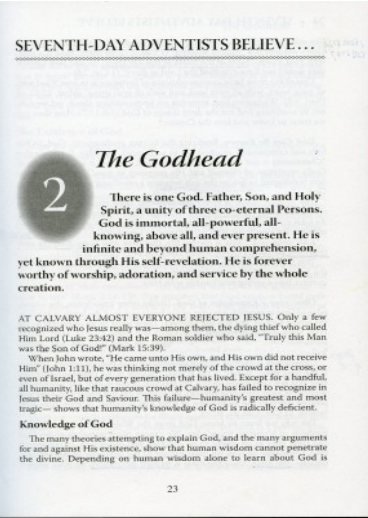 SEVENTH-DAY ADVENTISTS BELIEVE...
The Godhead
2
There is one God. Father, Son, and Holy
Spirit, a unity of three co-eternal Persons.
God is immortal, all-powerful, all-
knowing, above all, and ever present. He is
infinite and beyond human comprehension,
yet known through His self-revelation. He is forever
worthy of worship, adoration, and service by the whole
creation.
AT CALVARY ALMOST EVERYONE REJECTED JESUS. Only a few
recognized who Jesus really was—among them, the dying thief who called
Him Lord (Luke 23:42) and the Roman soldier who said, "Truly this Man
was the Son of God!" (Mark 15:39).
When John wrote, "He came unto His own, and His own did not receive
Him" (John 1:11), he was thinking not merely of the crowd at the cross, or
even of Israel, but of every generation that has lived. Except for a handful,
all humanity, like that raucous crowd at Calvary, has failed to recognize in
Jesus their God and Saviour. This failure—humanity's greatest and most
tragic— shows that humanity's knowledge of God is radically deficient.
Knowledge of God
The many theories attempting to explain God, and the many arguments
for and against His existence, show that human wisdom cannot penetrate
the divine. Depending on human wisdom alone to learn about God is
23